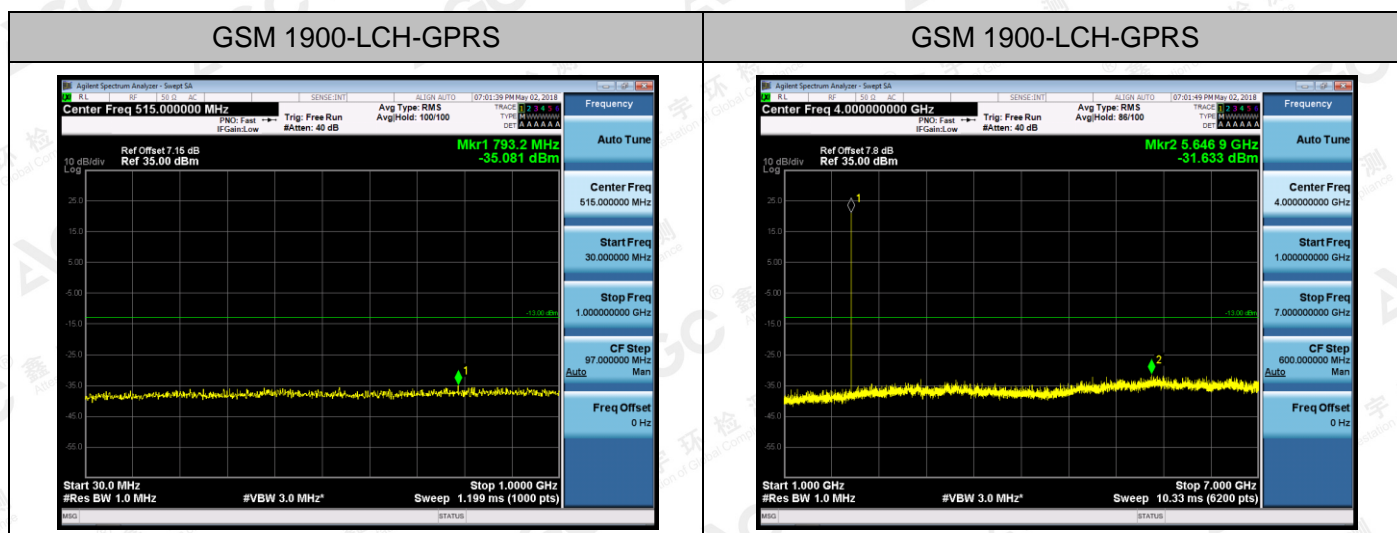 GSM 1900-LCH-GPRS
Agilent Spectrum Analyzer - Swept SA
RL RF 50 Ω AC SENSE:INT ALIGN AUTO 07:01:39 PM May 02, 2018
Center Freq 515.000000 MHz
PNO: Fast
IFGain:Low
Trig: Free Run
#Atten: 40 dB
Avg Type: RMS
Avg|Hold: 100/100
TRACE 1 2 3 4 5 6
TYPE M W W W W W
DET A A A A A A
Ref Offset 7.15 dB
10 dB/div Ref 35.00 dBm
Log
Mkr1 793.2 MHz
-35.081 dBm
25.0
15.0
5.00
-5.00
-15.0
-25.0
-35.0
-45.0
-55.0
-13.00 dBm
1
Start 30.0 MHz Stop 1.0000 GHz
#Res BW 1.0 MHz #VBW 3.0 MHz* Sweep 1.199 ms (1000 pts)
MSG STATUS
Frequency
Auto Tune
Center Freq
515.000000 MHz
Start Freq
30.000000 MHz
Stop Freq
1.000000000 GHz
CF Step
97.000000 MHz
Auto Man
Freq Offset
0 Hz
GSM 1900-LCH-GPRS
Agilent Spectrum Analyzer - Swept SA
RL RF 50 Ω AC SENSE:INT ALIGN AUTO 07:01:49 PM May 02, 2018
Center Freq 4.000000000 GHz
PNO: Fast
IFGain:Low
Trig: Free Run
#Atten: 40 dB
Avg Type: RMS
Avg|Hold: 86/100
TRACE 1 2 3 4 5 6
TYPE M W W W W W
DET A A A A A A
Ref Offset 7.8 dB
10 dB/div Ref 35.00 dBm
Log
Mkr2 5.646 9 GHz
-31.633 dBm
25.0
15.0
5.00
-5.00
-15.0
-25.0
-35.0
-45.0
-55.0
-13.00 dBm
1
2
Start 1.000 GHz Stop 7.000 GHz
#Res BW 1.0 MHz #VBW 3.0 MHz* Sweep 10.33 ms (6200 pts)
MSG STATUS
Frequency
Auto Tune
Center Freq
4.000000000 GHz
Start Freq
1.000000000 GHz
Stop Freq
7.000000000 GHz
CF Step
600.000000 MHz
Auto Man
Freq Offset
0 Hz